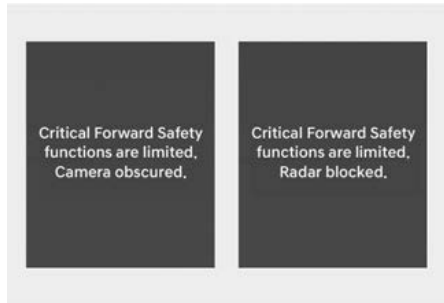 Critical Forward Safety
functions are limited.
Camera obscured.
Critical Forward Safety
functions are limited.
Radar blocked.